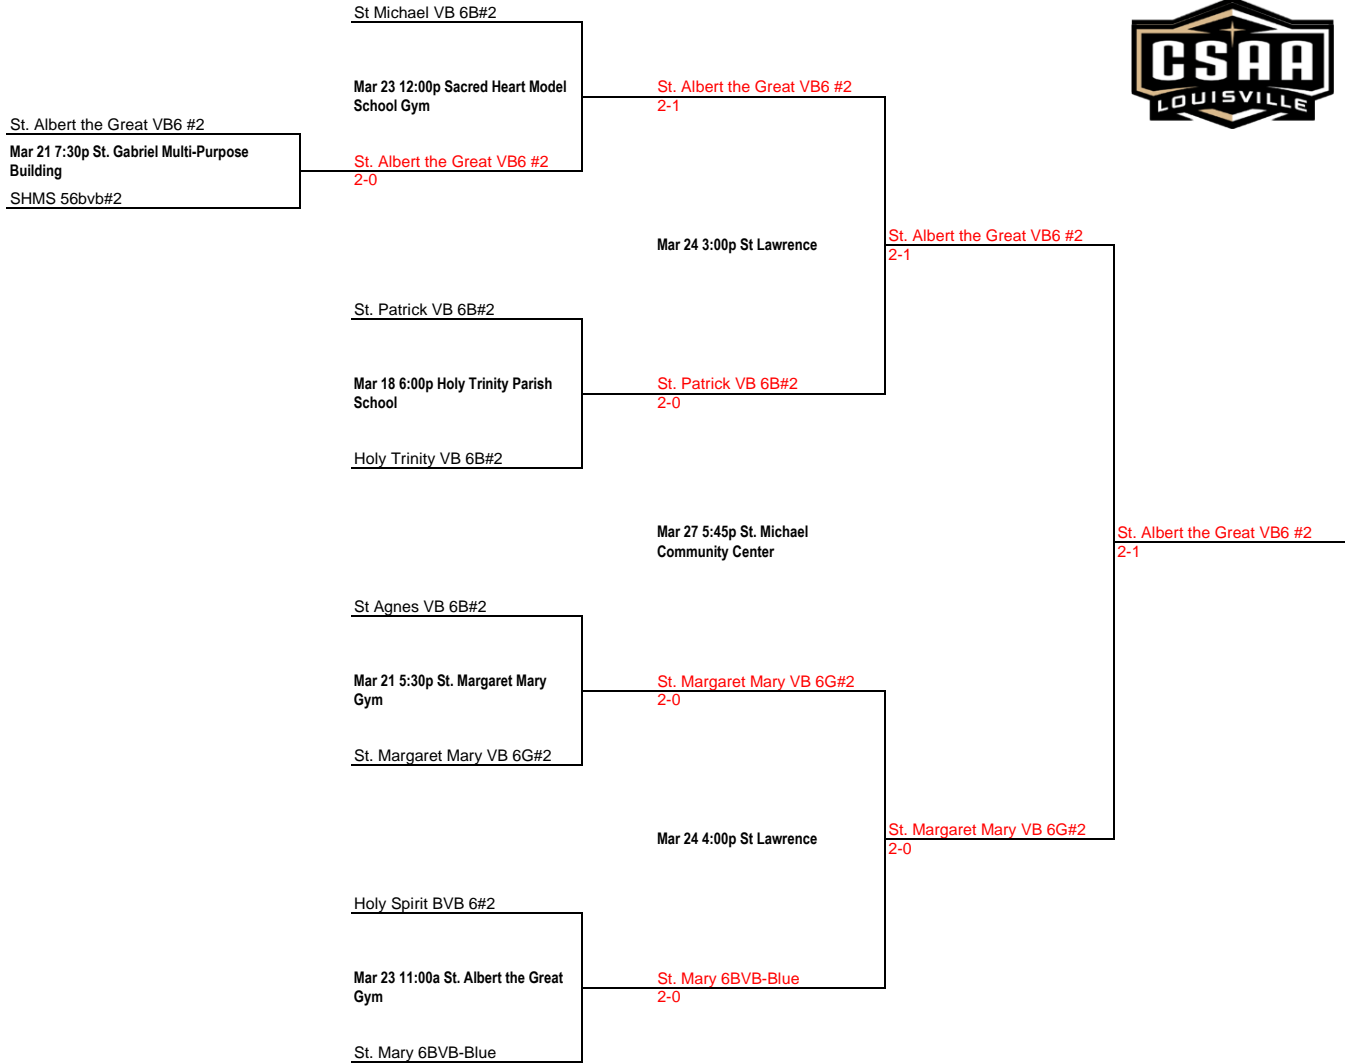 St Michael VB 6B#2
CSAA
LOUISVILLE
Mar 23 12:00p Sacred Heart Model
School Gym
St. Albert the Great VB6 #2
2-1
St. Albert the Great VB6 #2
Mar 21 7:30p St. Gabriel Multi-Purpose
Building
SHMS 56bvb#2
St. Albert the Great VB6 #2
2-0
Mar 24 3:00p St Lawrence
St. Albert the Great VB6 #2
2-1
St. Patrick VB 6B#2
Mar 18 6:00p Holy Trinity Parish
School
St. Patrick VB 6B#2
2-0
Holy Trinity VB 6B#2
Mar 27 5:45p St. Michael
Community Center
St. Albert the Great VB6 #2
2-1
St Agnes VB 6B#2
Mar 21 5:30p St. Margaret Mary
Gym
St. Margaret Mary VB 6G#2
2-0
St. Margaret Mary VB 6G#2
Mar 24 4:00p St Lawrence
St. Margaret Mary VB 6G#2
2-0
Holy Spirit BVB 6#2
Mar 23 11:00a St. Albert the Great
Gym
St. Mary 6BVB-Blue
2-0
St. Mary 6BVB-Blue